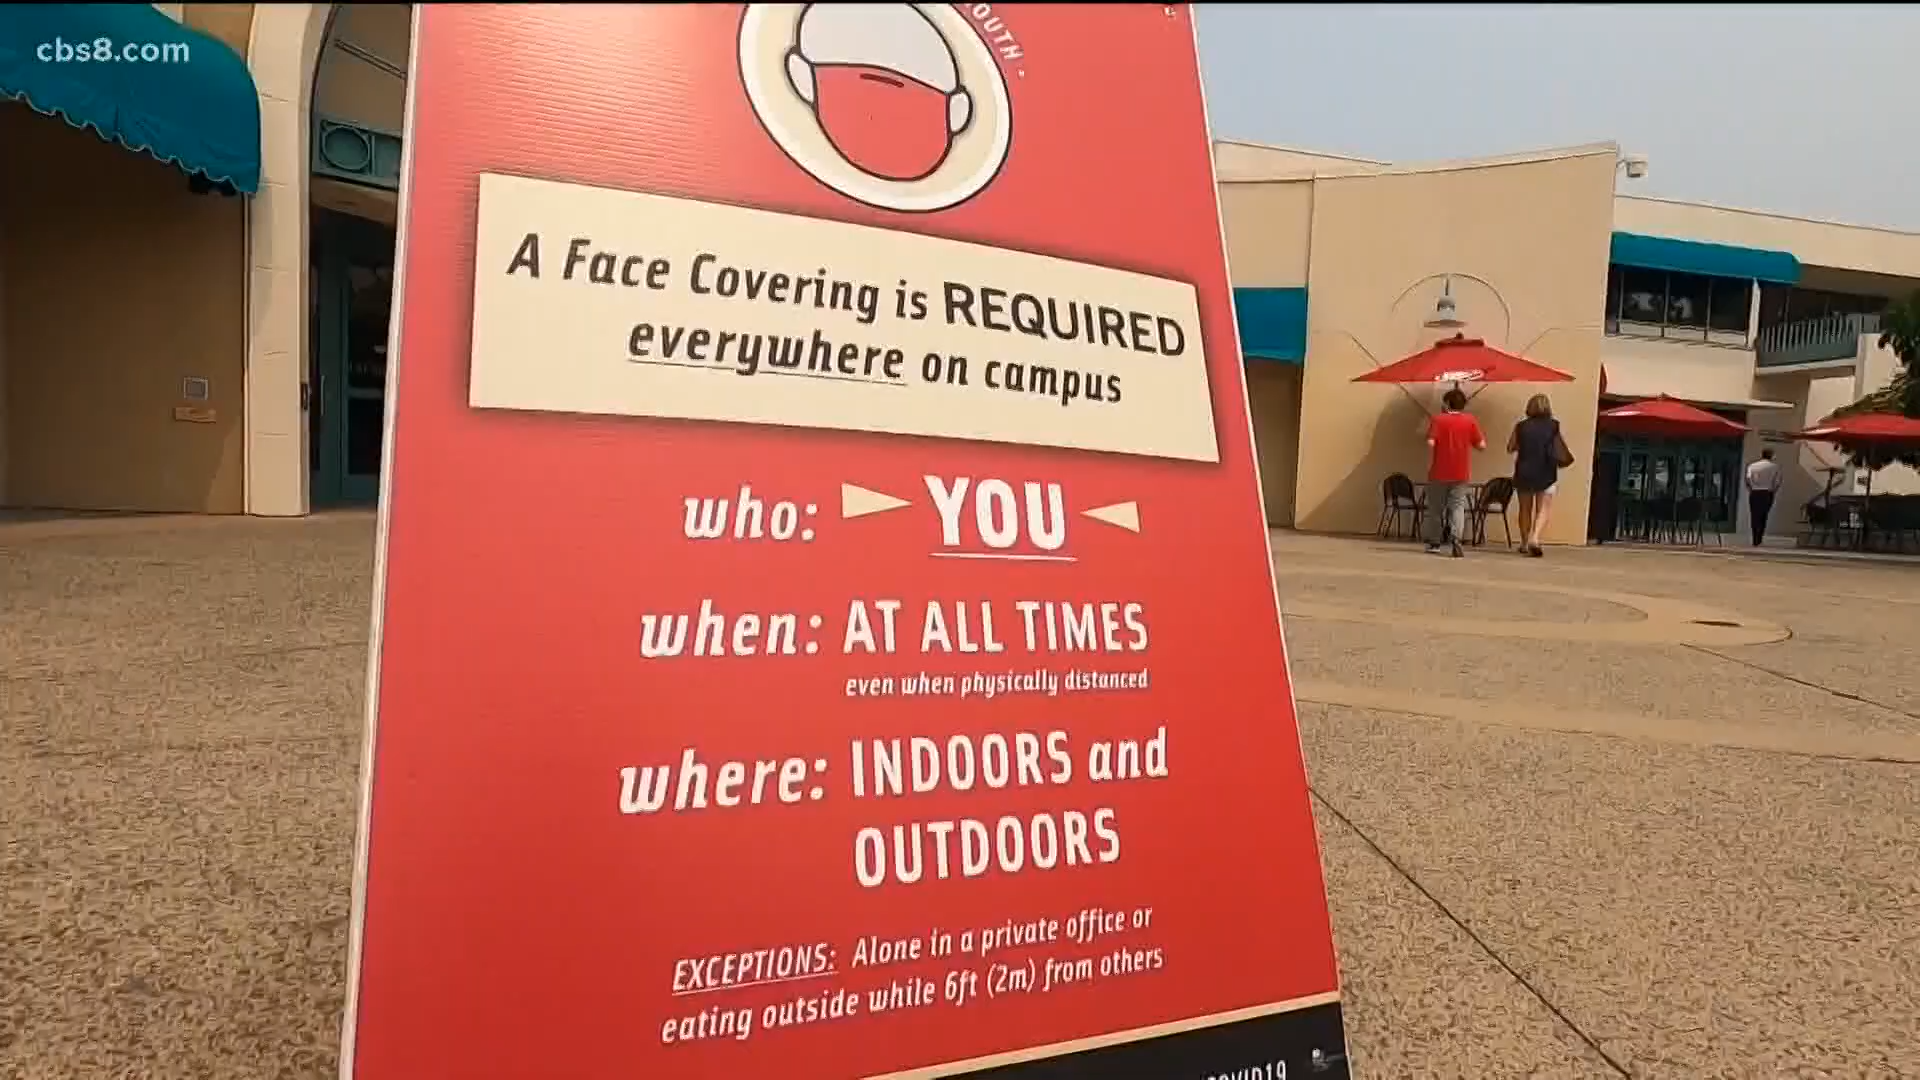 cbs8.com
A Face Covering is REQUIRED
everywhere on campus
who: YOU
when: AT ALL TIMES
even when physically distanced
where: INDOORS and
OUTDOORS
EXCEPTIONS: Alone in a private office or
eating outside while 6ft (2m) from others